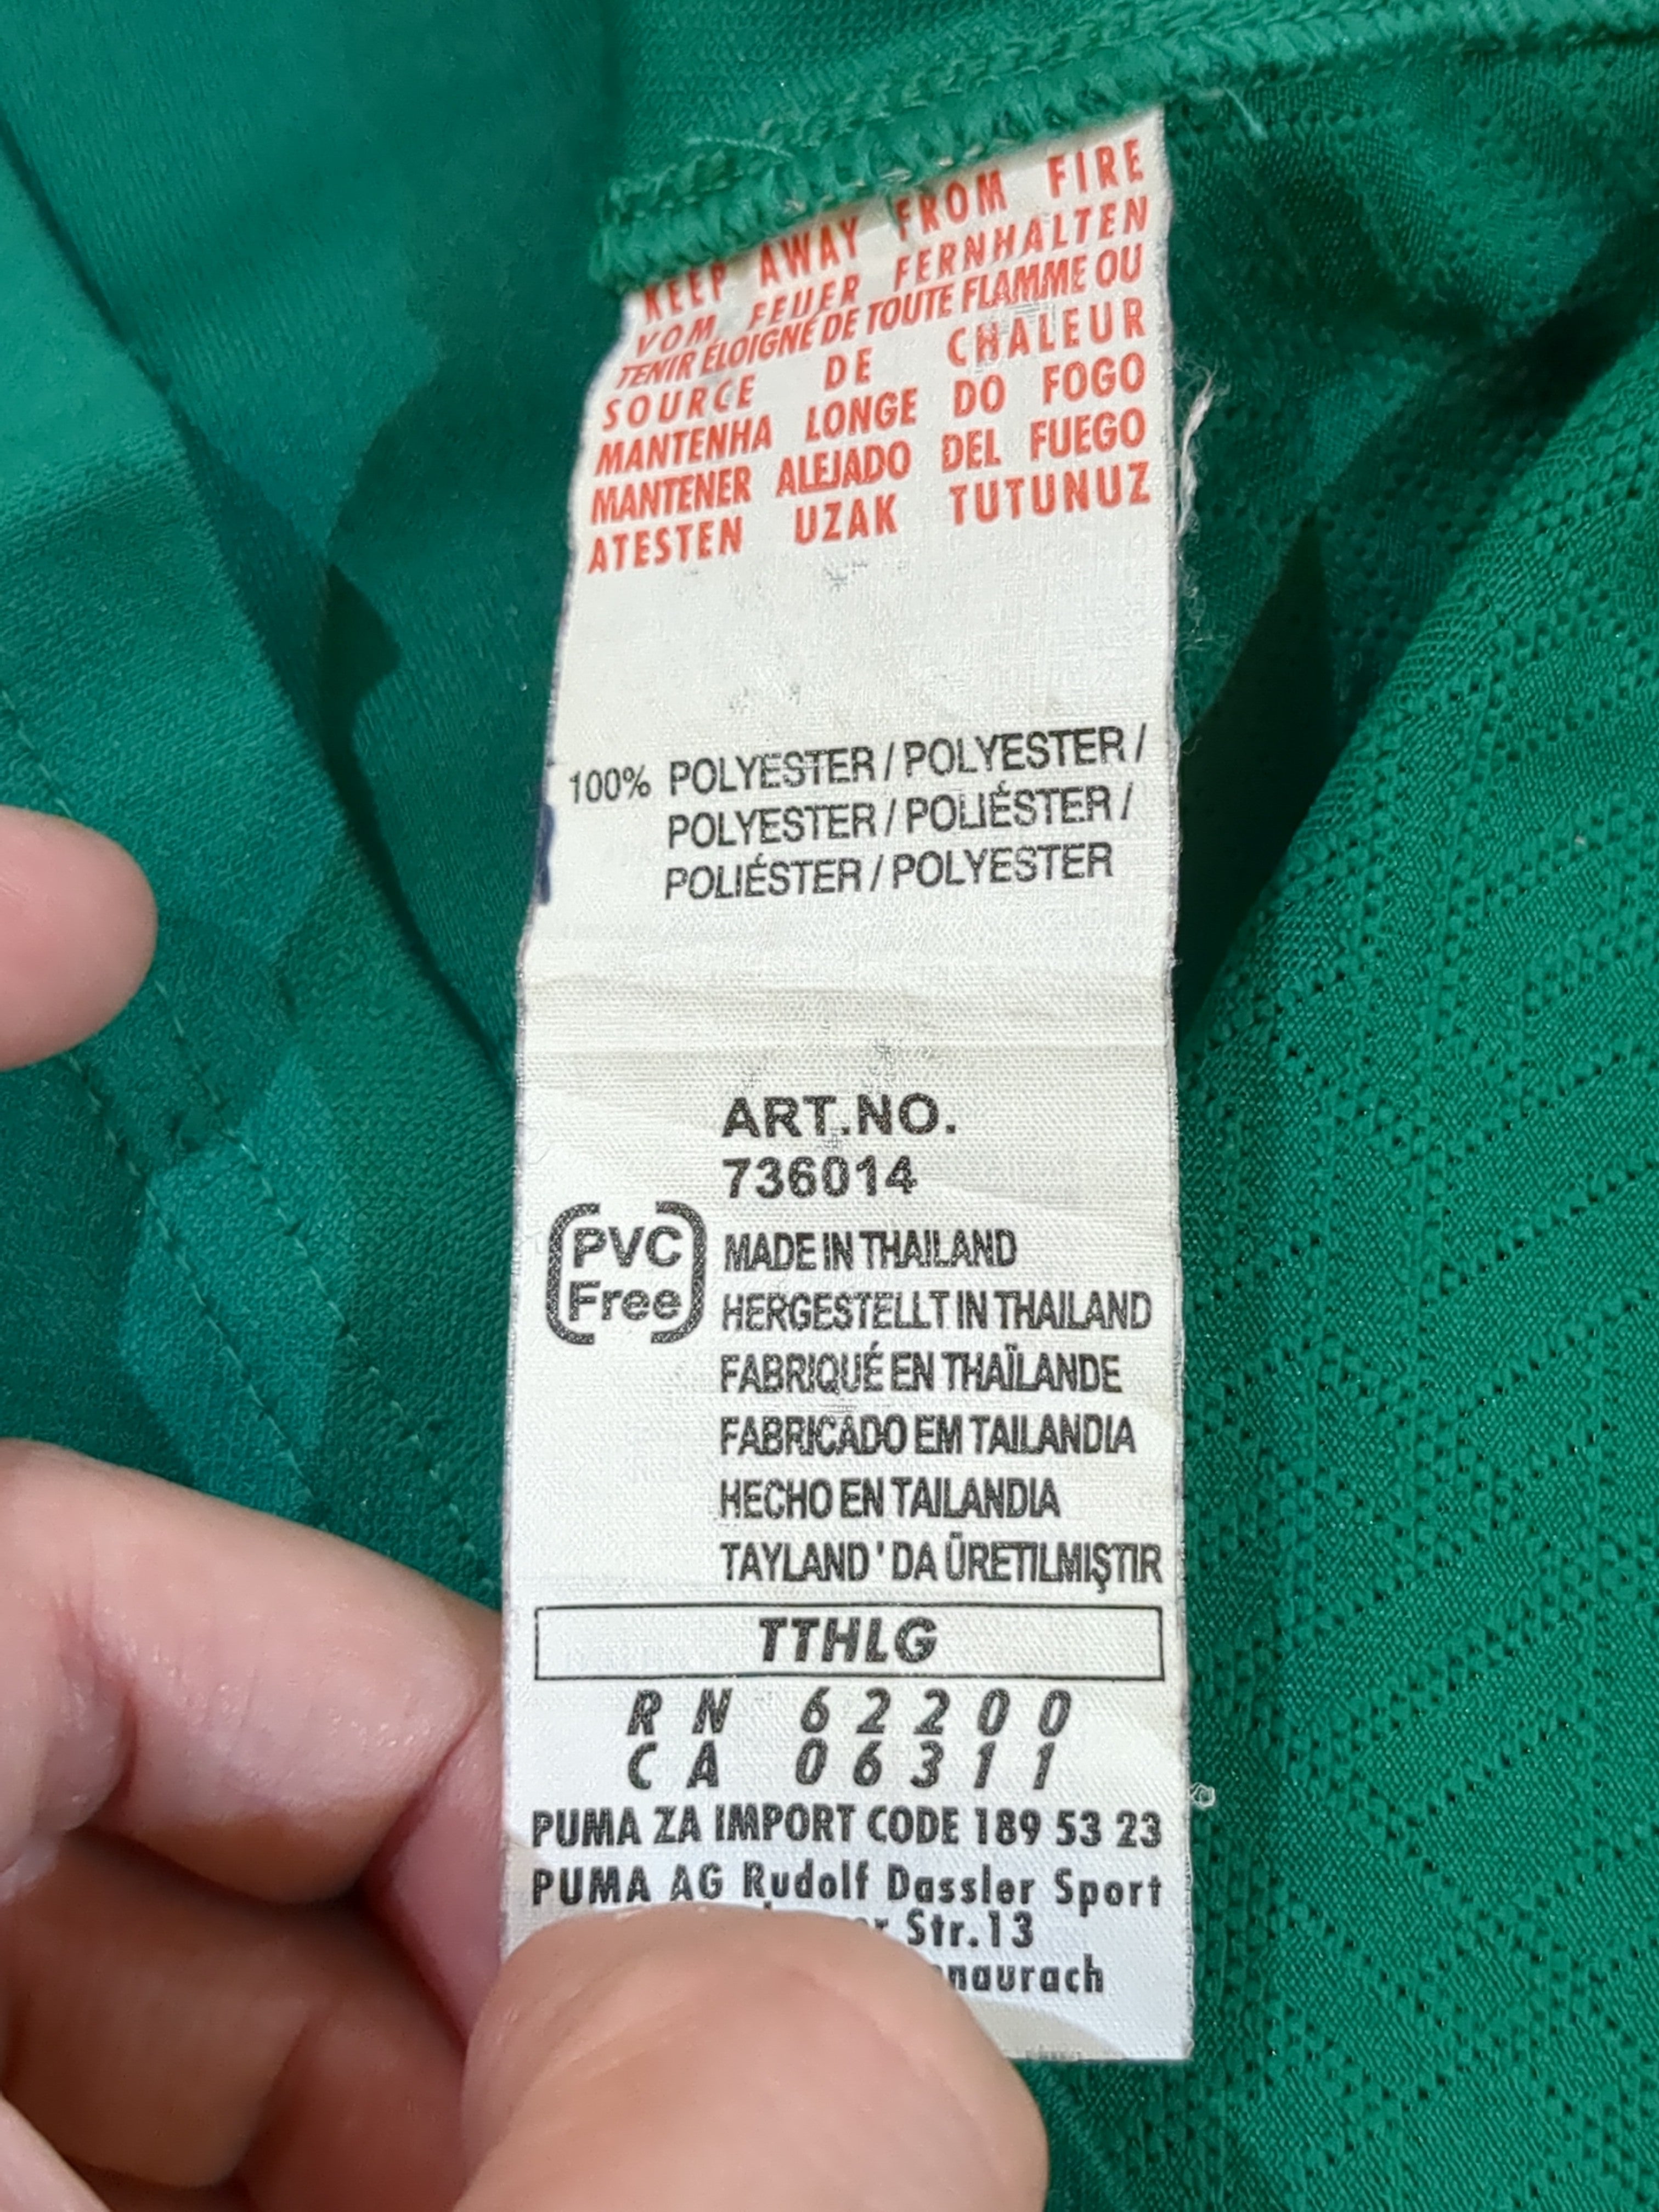 KEEP AWAY FROM FIRE
VOM FEUER FERNHALTEN
TENIR ÉLOIGNÉ DE TOUTE FLAMME OU
SOURCE DE CHALEUR
MANTENHA LONGE DO FOGO
MANTENER ALEJADO DEL FUEGO
ATESTEN UZAK TUTUNUZ
100% POLYESTER / POLYESTER /
POLYESTER / POLIÉSTER /
POLIÉSTER / POLYESTER
ART.NO.
736014
PVC
Free
MADE IN THAILAND
HERGESTELLT IN THAILAND
FABRIQUÉ EN THAÏLANDE
FABRICADO EM TAILANDIA
HECHO EN TAILANDIA
TAYLAND'DA ÜRETILMIŞTIR
TTHLG
RN 62200
CA 06311
PUMA ZA IMPORT CODE 189 53 23
PUMA AG Rudolf Dassler Sport
Str.13